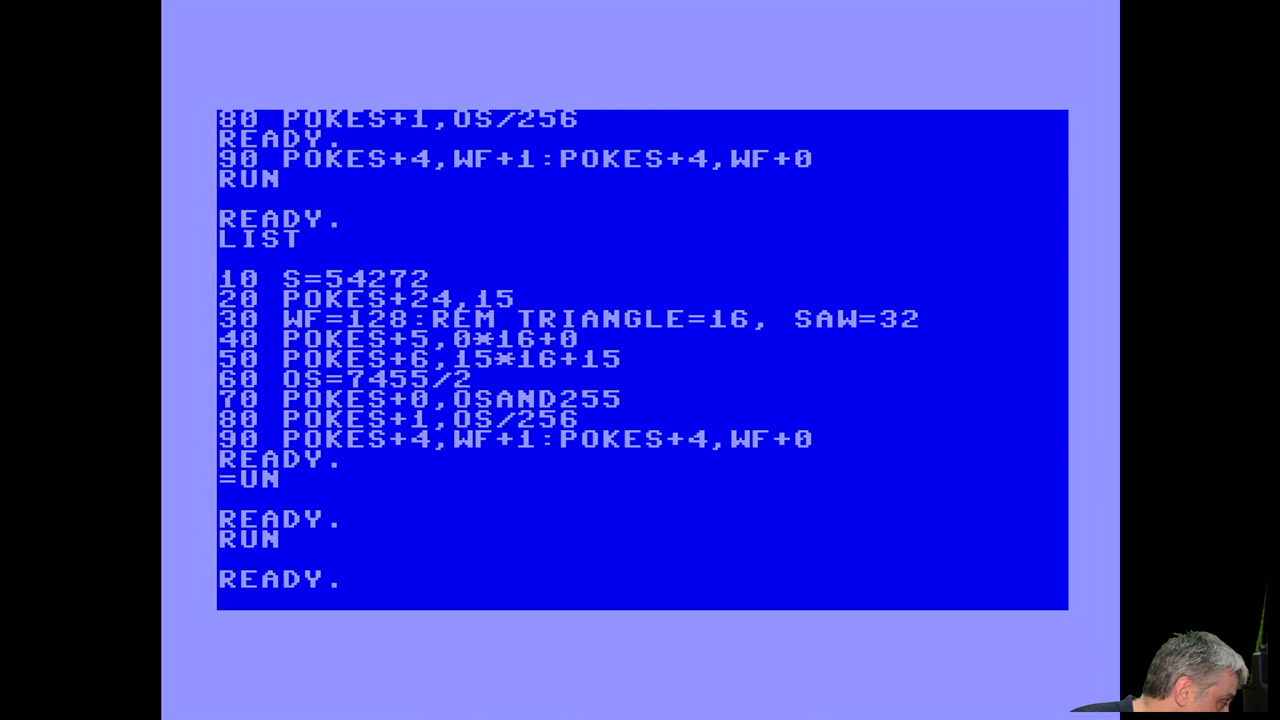 80 POKES+1,OS/256
READY.
90 POKES+4,WF+1:POKES+4,WF+0
RUN
READY.
LIST
10 S=54272
20 POKES+24,15
30 WF=128:REM TRIANGLE=16, SAW=32
40 POKES+5,0*16+0
50 POKES+6,15*16+15
60 OS=7455/2
70 POKES+0,OSAND255
80 POKES+1,OS/256
90 POKES+4,WF+1:POKES+4,WF+0
READY.
=UN
READY.
RUN
READY.